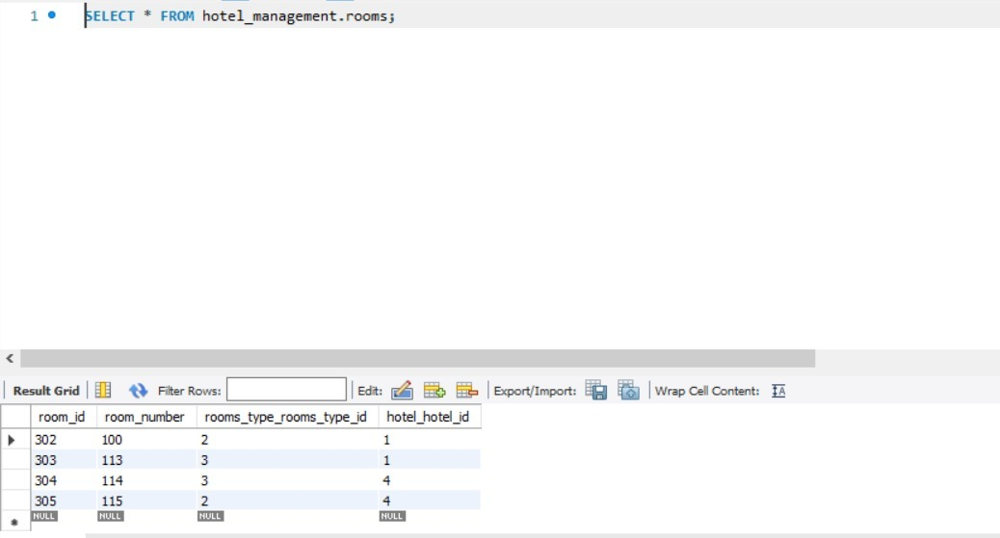 1 SELECT * FROM hotel_management.rooms;
Result Grid Filter Rows: Edit: Export/Import: Wrap Cell Content: IA
room_id room_number rooms_type_rooms_type_id hotel_hotel_id
302 100 2 1
303 113 3 1
304 114 3 4
305 115 2 4
NULL NULL NULL NULL